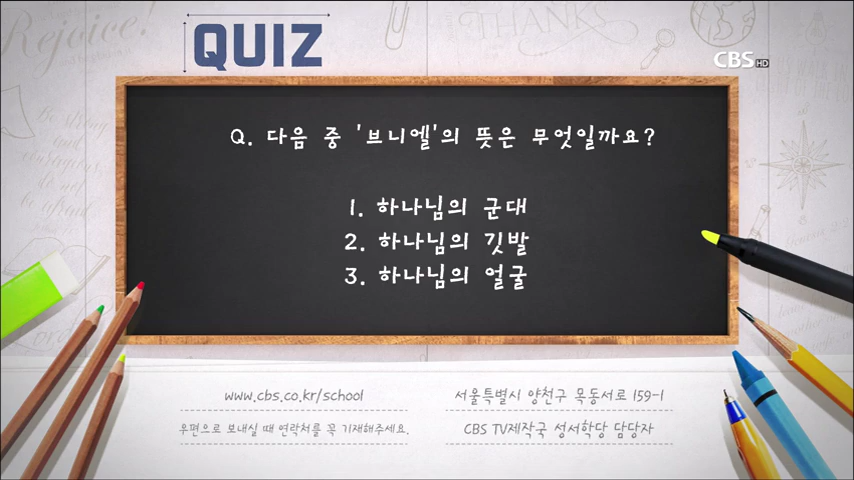 Rejoice!
QUIZ
CBS HD
Q. 다음 중 '브니엘'의 뜻은 무엇일까요?
1. 하나님의 군대
2. 하나님의 깃발
3. 하나님의 얼굴
www.cbs.co.kr/school
우편으로 보내실 때 연락처를 꼭 기재해주세요.
서울특별시 양천구 목동서로 159-1
CBS TV제작국 성서학당 담당자